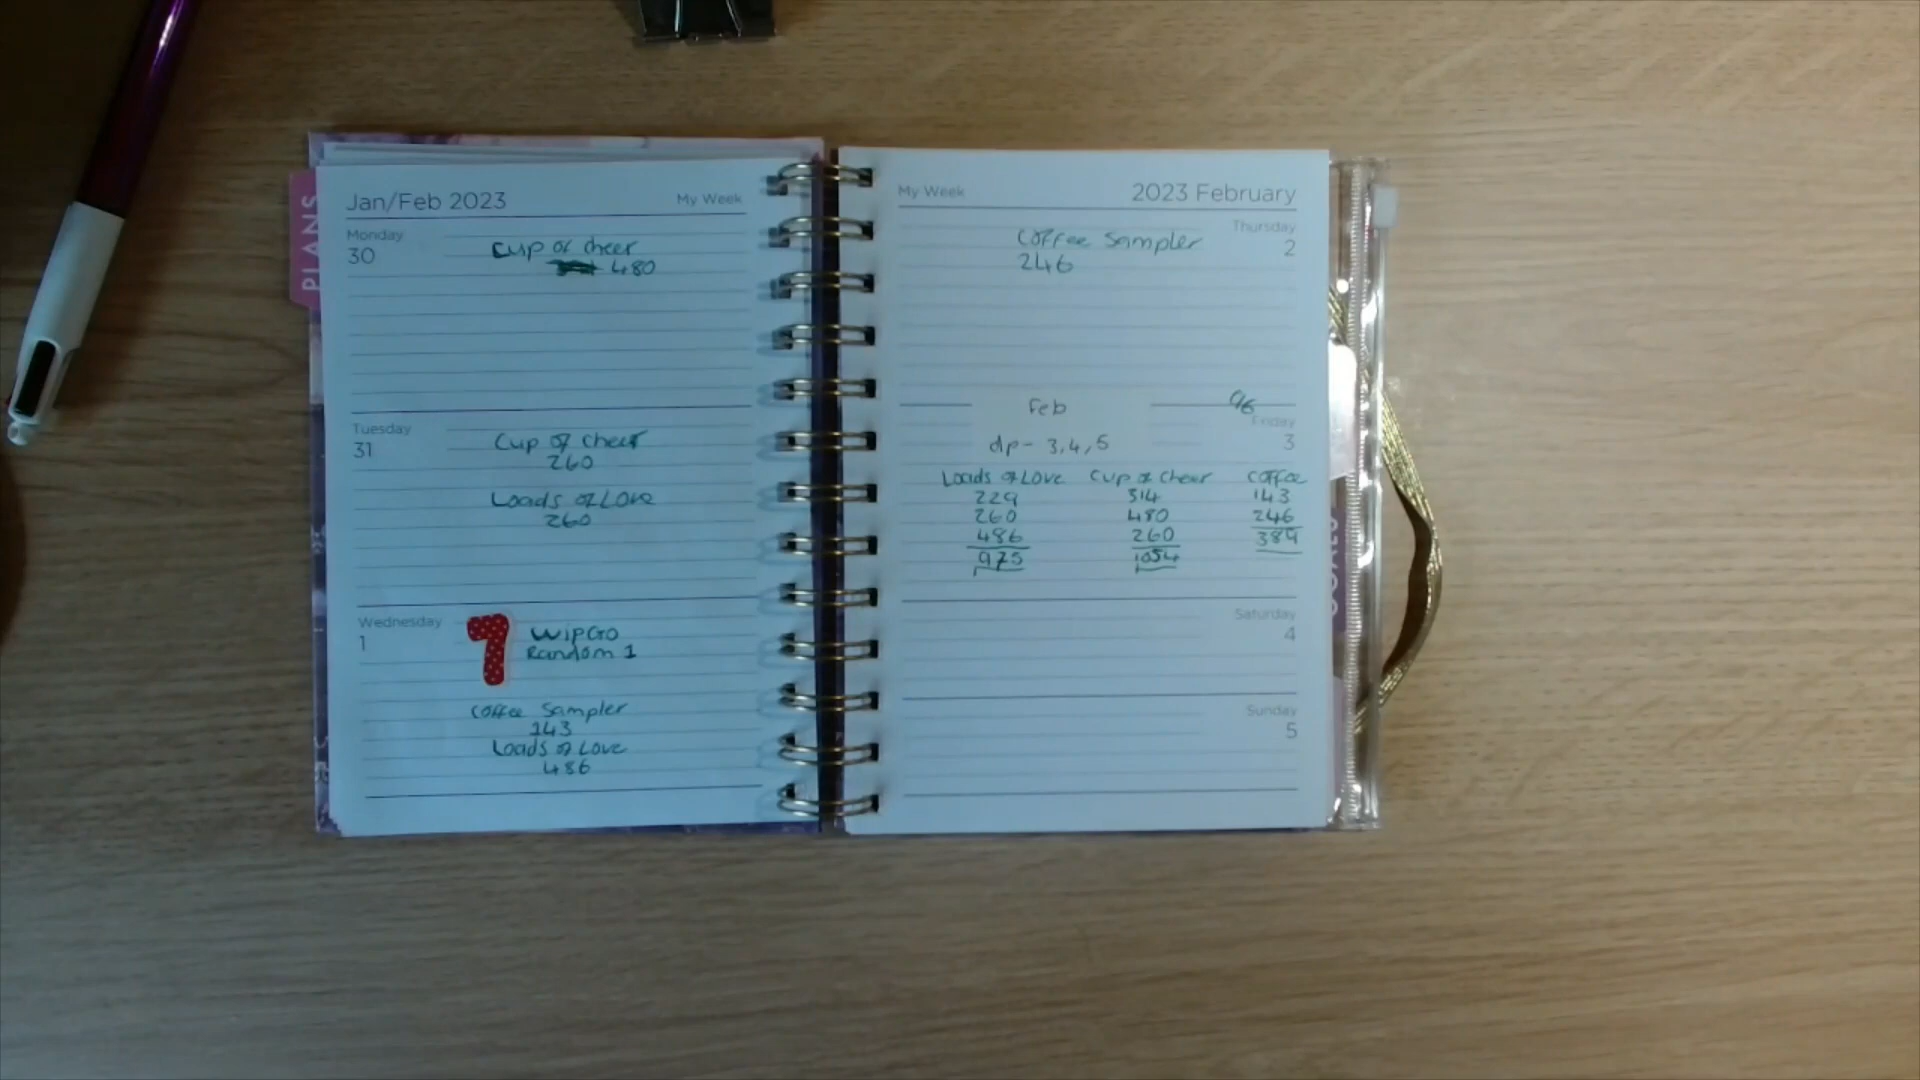 PLANS
Jan/Feb 2023
My Week
Monday
30
Cup of cheer
480
Tuesday
31
Cup of cheer
260
Loads of Love
260
Wednesday
1
7
WipGo
Random 1
Coffee Sampler
143
Loads of Love
486
My Week
2023 February
Thursday
2
Coffee Sampler
246
Feb
96
Friday
3
dp - 3,4,5
Loads of Love Cup of Cheer Coffee
229 314 143
260 480 246
486 260 389
975 1054
Saturday
4
Sunday
5
GOALS